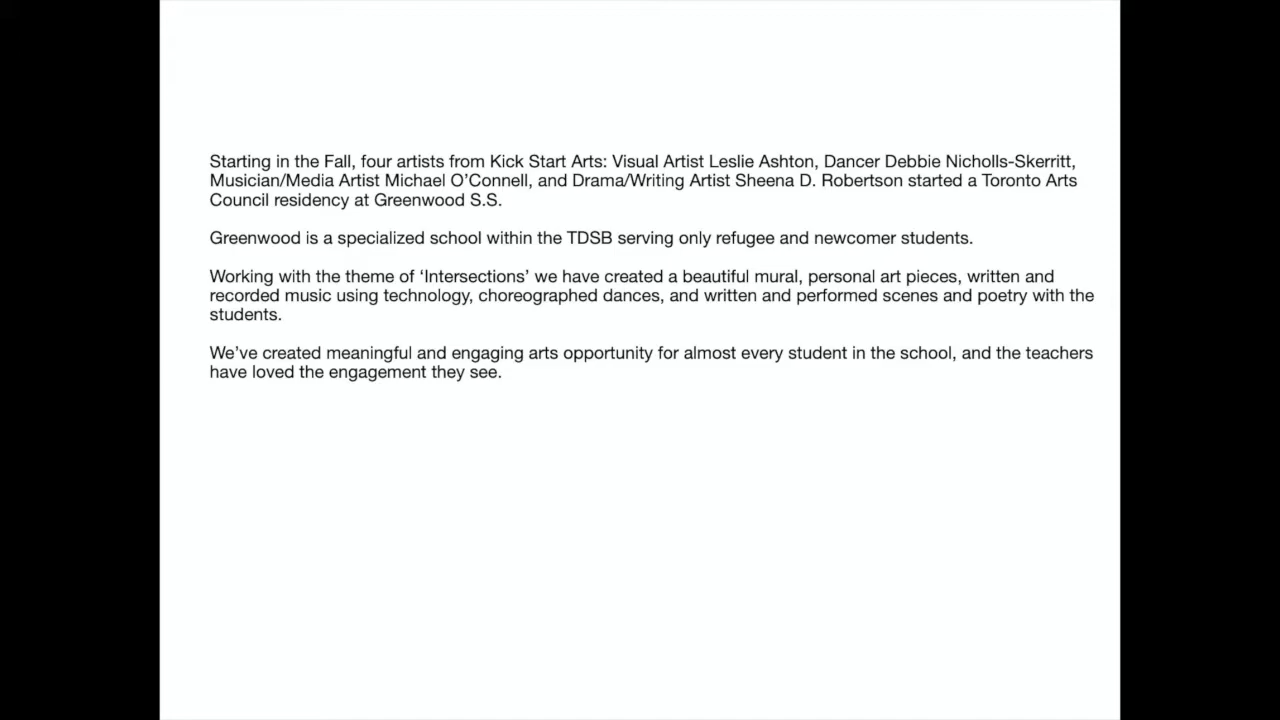 Starting in the Fall, four artists from Kick Start Arts: Visual Artist Leslie Ashton, Dancer Debbie Nicholls-Skerritt,
Musician/Media Artist Michael O’Connell, and Drama/Writing Artist Sheena D. Robertson started a Toronto Arts
Council residency at Greenwood S.S.
Greenwood is a specialized school within the TDSB serving only refugee and newcomer students.
Working with the theme of ‘Intersections’ we have created a beautiful mural, personal art pieces, written and
recorded music using technology, choreographed dances, and written and performed scenes and poetry with the
students.
We’ve created meaningful and engaging arts opportunity for almost every student in the school, and the teachers
have loved the engagement they see.